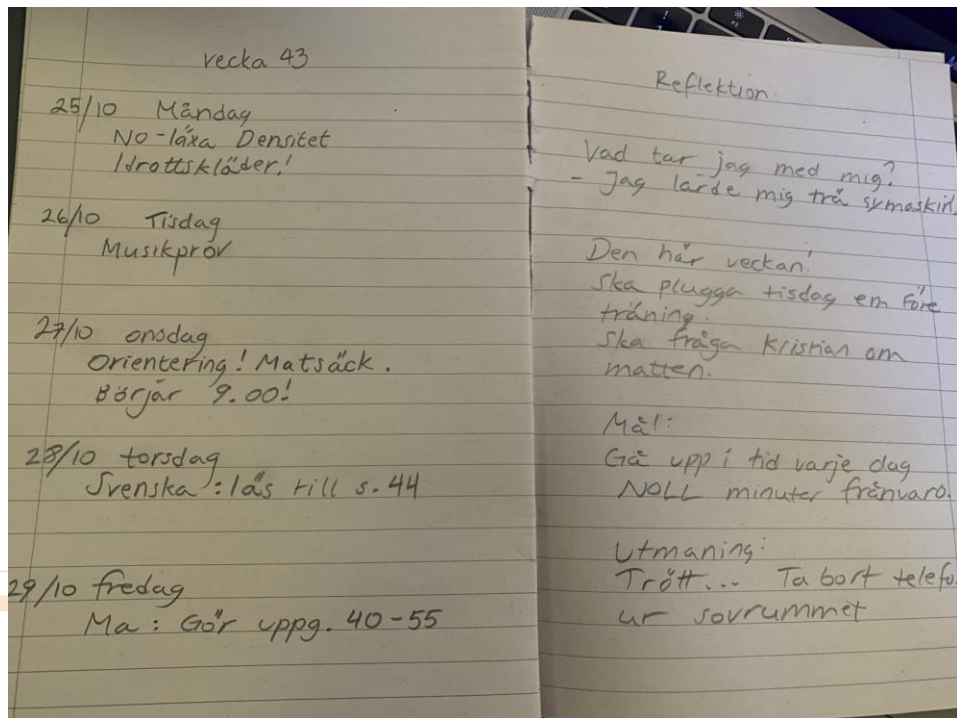 vecka 43
25/10 Måndag
No-läxa Densitet
Idrottskläder!
26/10 Tisdag
Musikprov
27/10 onsdag
Orientering! Matsäck.
Börjar 9.00!
28/10 torsdag
Svenska: läs till s. 44
29/10 fredag
Ma: Gör uppg. 40-55
Reflektion.
Vad tar jag med mig?
- Jag lärde mig trä symaskin.
Den här veckan:
Ska plugga tisdag em före
träning.
Ska fråga Kristian om
matten.
Mål:
Gå upp i tid varje dag
NOLL minuter frånvaro.
Utmaning:
Trött... Ta bort telefo
ur sovrummet